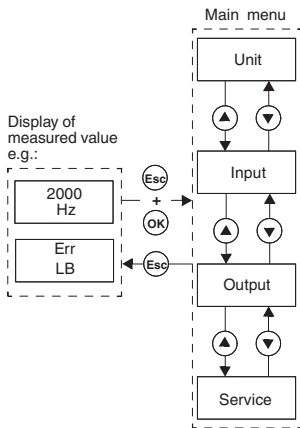 Main menu
Unit
Display of
measured value
e.g.:
Esc
+
OK
2000
Hz
Input
Err
LB
Esc
Output
Service